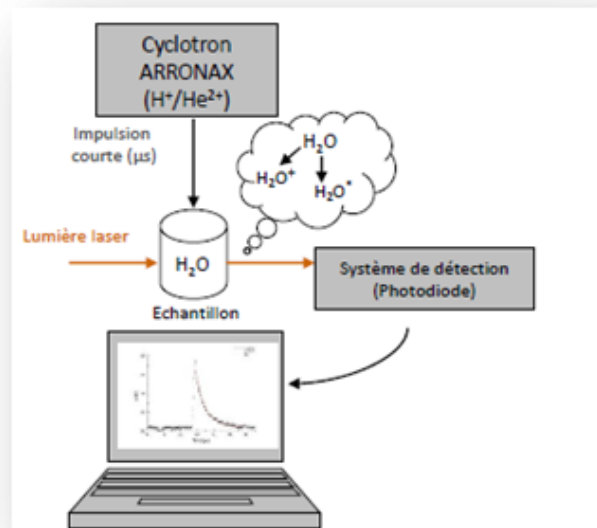 Cyclotron
ARRONAX
(H⁺/He²⁺)
Impulsion
courte (µs)
H₂O
H₂O⁺
H₂O*
Lumière laser
H₂O
Système de détection
(Photodiode)
Echantillon